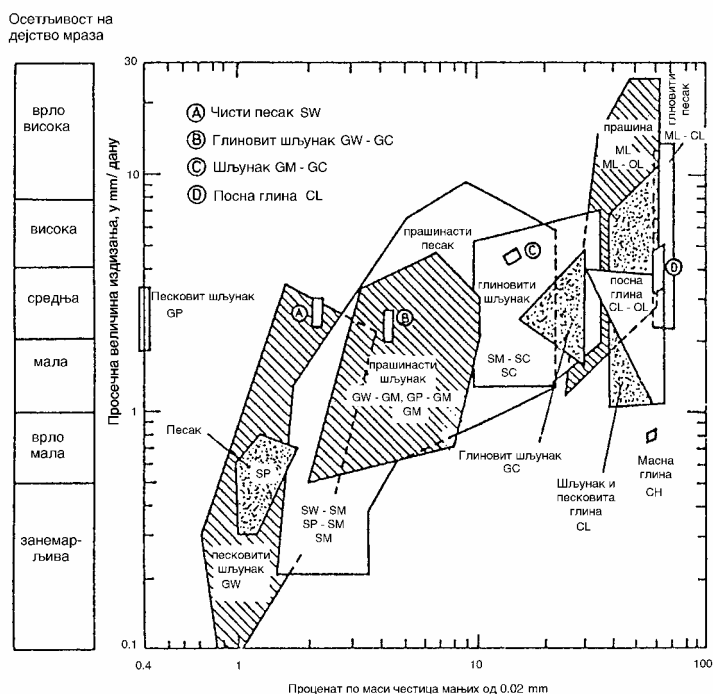 Осетљивост на
дејство мраза
врло
висока
висока
средња
мала
врло
мала
занемар-
љива
Просечна величина издизања, у mm/ дану
30
10
1
0.1
Ⓐ Чисти песак SW
Ⓑ Глиновит шљунак GW - GC
Ⓒ Шљунак GM - GC
Ⓓ Посна глина CL
прашина
ML
ML - OL
глновити
песак
ML - CL
прашинасти
песак
C
глиновити
шљунак
D
посна
глина
CL - OL
Песковит шљунак
GP
A
B
SM - SC
SC
прашинасти
шљунак
GW - GM, GP - GM
GM
Песак
SP
Глиновит шљунак
GC
Шљунак и
песковита
глина
CL
Масна
глина
CH
SW - SM
SP - SM
SM
песковити
шљунак
GW
0.4
1
10
100
Проценат по маси честица мањих од 0.02 mm